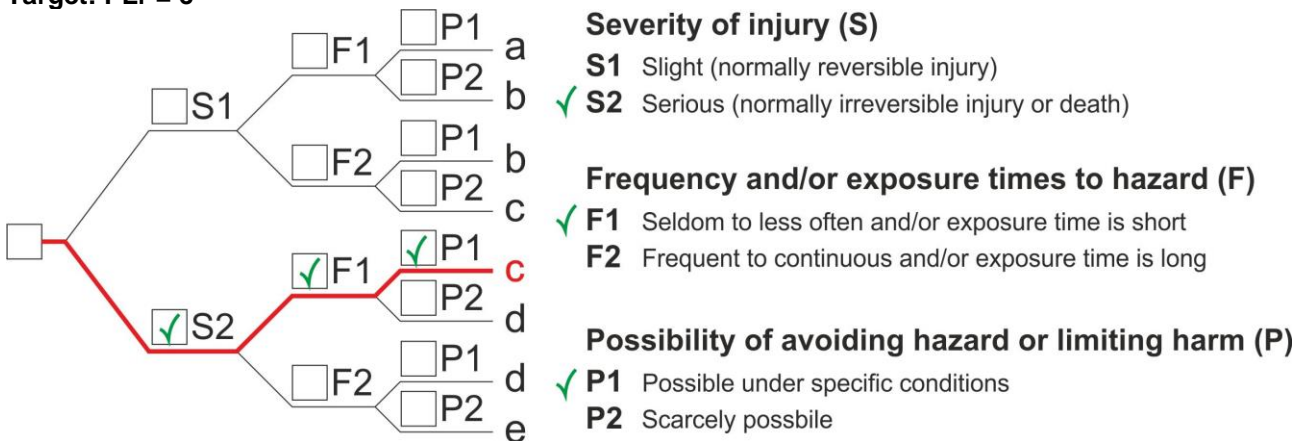 P1
F1
a
P2
b
S1
P1
F2
b
P2
c
P1
F1
c
P2
S2
d
P1
F2
d
P2
e
Severity of injury (S)
S1 Slight (normally reversible injury)
S2 Serious (normally irreversible injury or death)
Frequency and/or exposure times to hazard (F)
F1 Seldom to less often and/or exposure time is short
F2 Frequent to continuous and/or exposure time is long
Possibility of avoiding hazard or limiting harm (P)
P1 Possible under specific conditions
P2 Scarcely possbile